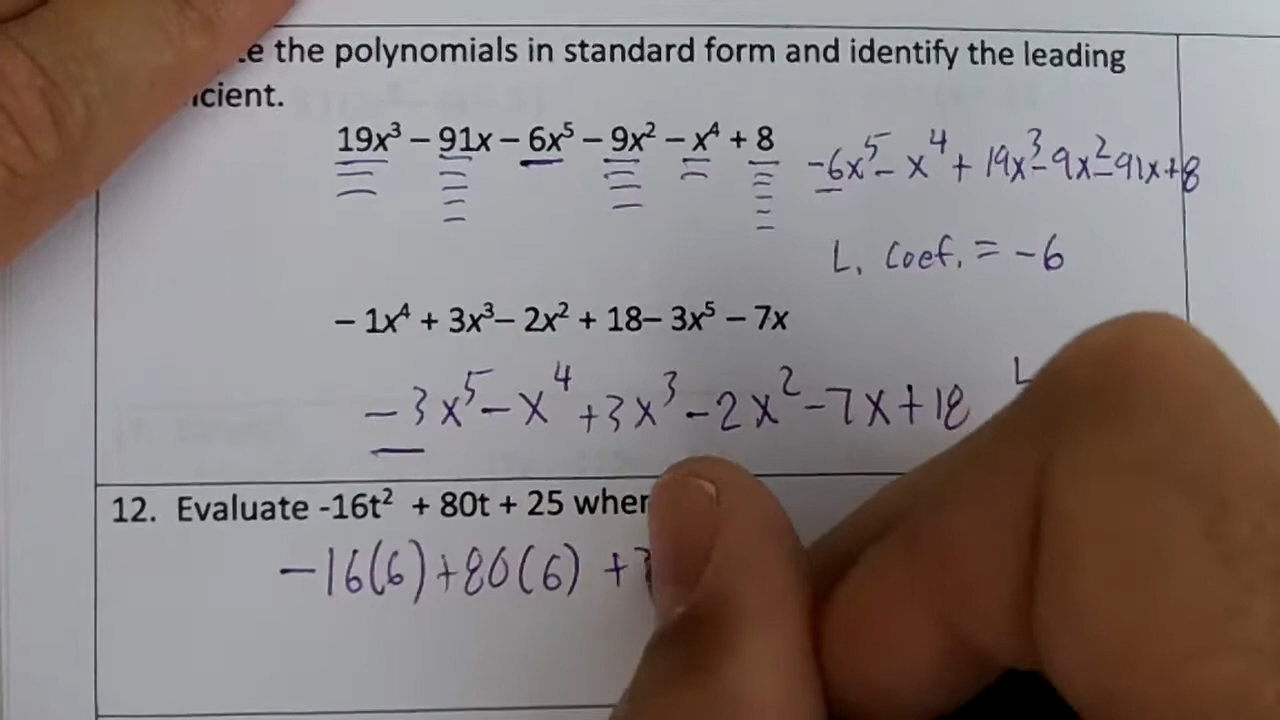 the polynomials in standard form and identify the leading
19x³ – 91x – 6x⁵ – 9x² – x⁴ + 8
-6x⁵ - x⁴ + 19x³ - 9x² - 91x + 8
L. Coef. = -6
– 1x⁴ + 3x³– 2x² + 18– 3x⁵ – 7x
-3x⁵ - x⁴ + 3x³ - 2x² - 7x + 18
L
12. Evaluate -16t² + 80t + 25
-16(6) + 80(6) +